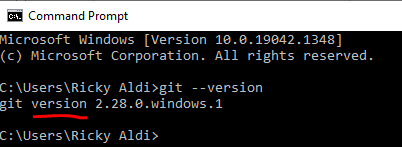 Command Prompt
Microsoft Windows [Version 10.0.19042.1348]
(c) Microsoft Corporation. All rights reserved.
C:\Users\Ricky Aldi>git --version
git version 2.28.0.windows.1
C:\Users\Ricky Aldi>